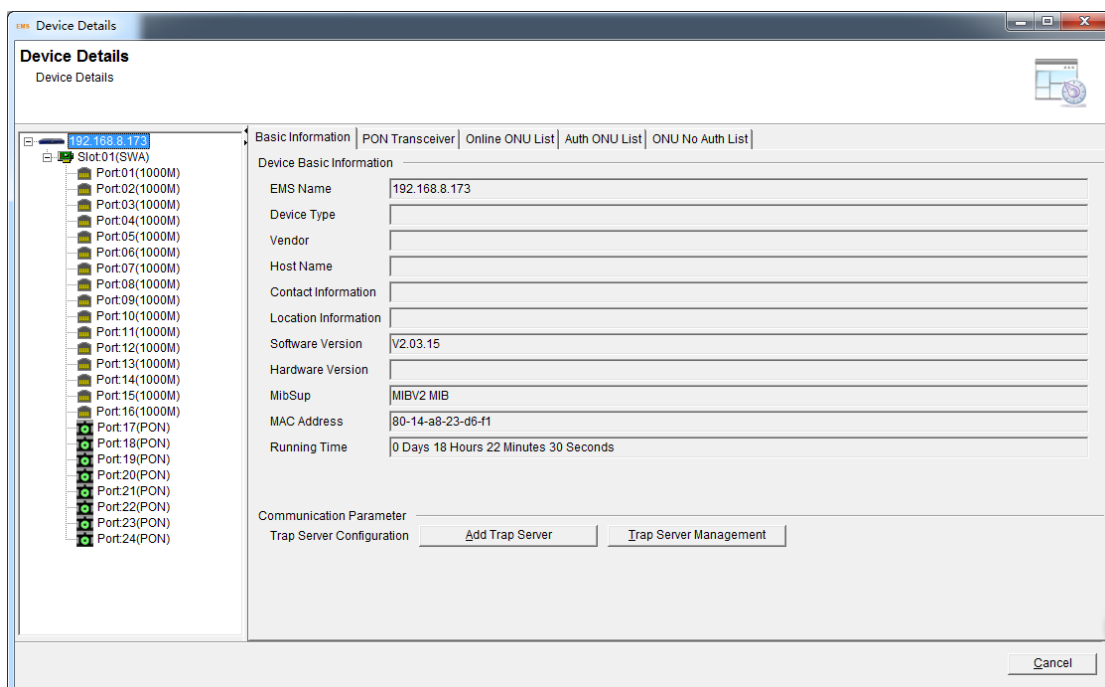 EMS Device Details
Device Details
Device Details
192.168.8.173
Slot:01(SWA)
Port:01(1000M)
Port:02(1000M)
Port:03(1000M)
Port:04(1000M)
Port:05(1000M)
Port:06(1000M)
Port:07(1000M)
Port:08(1000M)
Port:09(1000M)
Port:10(1000M)
Port:11(1000M)
Port:12(1000M)
Port:13(1000M)
Port:14(1000M)
Port:15(1000M)
Port:16(1000M)
Port:17(PON)
Port:18(PON)
Port:19(PON)
Port:20(PON)
Port:21(PON)
Port:22(PON)
Port:23(PON)
Port:24(PON)
Basic Information PON Transceiver Online ONU List Auth ONU List ONU No Auth List
Device Basic Information
EMS Name 192.168.8.173
Device Type
Vendor
Host Name
Contact Information
Location Information
Software Version V2.03.15
Hardware Version
MibSup MIBV2 MIB
MAC Address 80-14-a8-23-d6-f1
Running Time 0 Days 18 Hours 22 Minutes 30 Seconds
Communication Parameter
Trap Server Configuration Add Trap Server Trap Server Management
Cancel